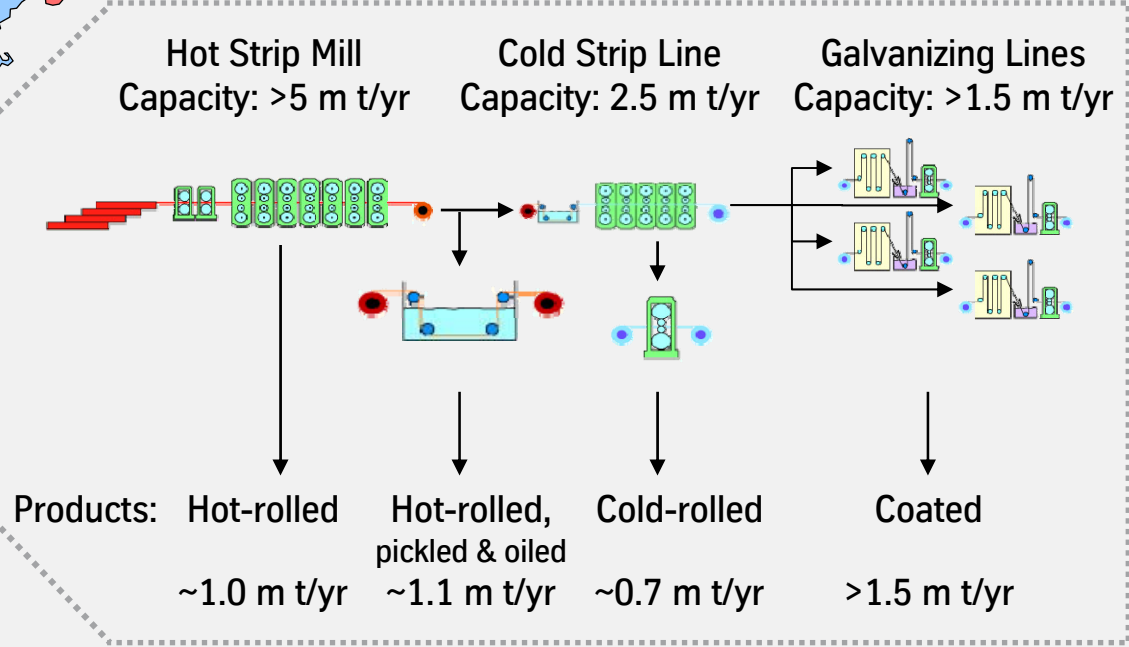 Hot Strip Mill
Capacity: >5 m t/yr
Cold Strip Line
Capacity: 2.5 m t/yr
Galvanizing Lines
Capacity: >1.5 m t/yr
Products:
Hot-rolled
~1.0 m t/yr
Hot-rolled,
pickled & oiled
~1.1 m t/yr
Cold-rolled
~0.7 m t/yr
Coated
>1.5 m t/yr